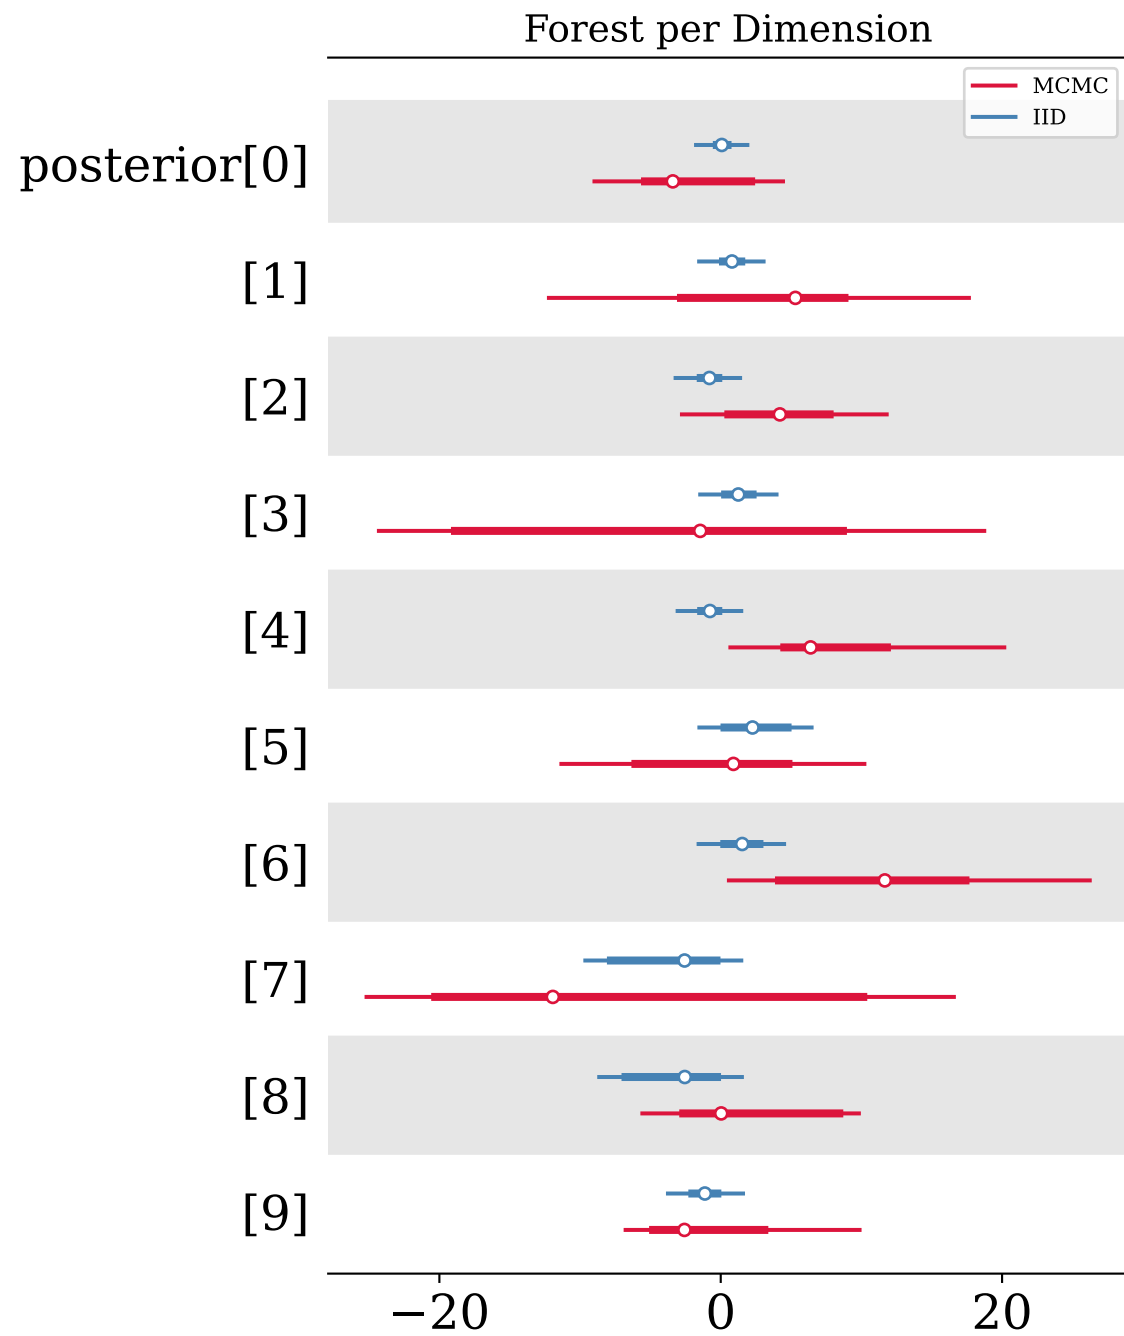 Forest per Dimension
MCMC
IID
posterior[0]
[1]
[2]
[3]
[4]
[5]
[6]
[7]
[8]
[9]
−20 0 20